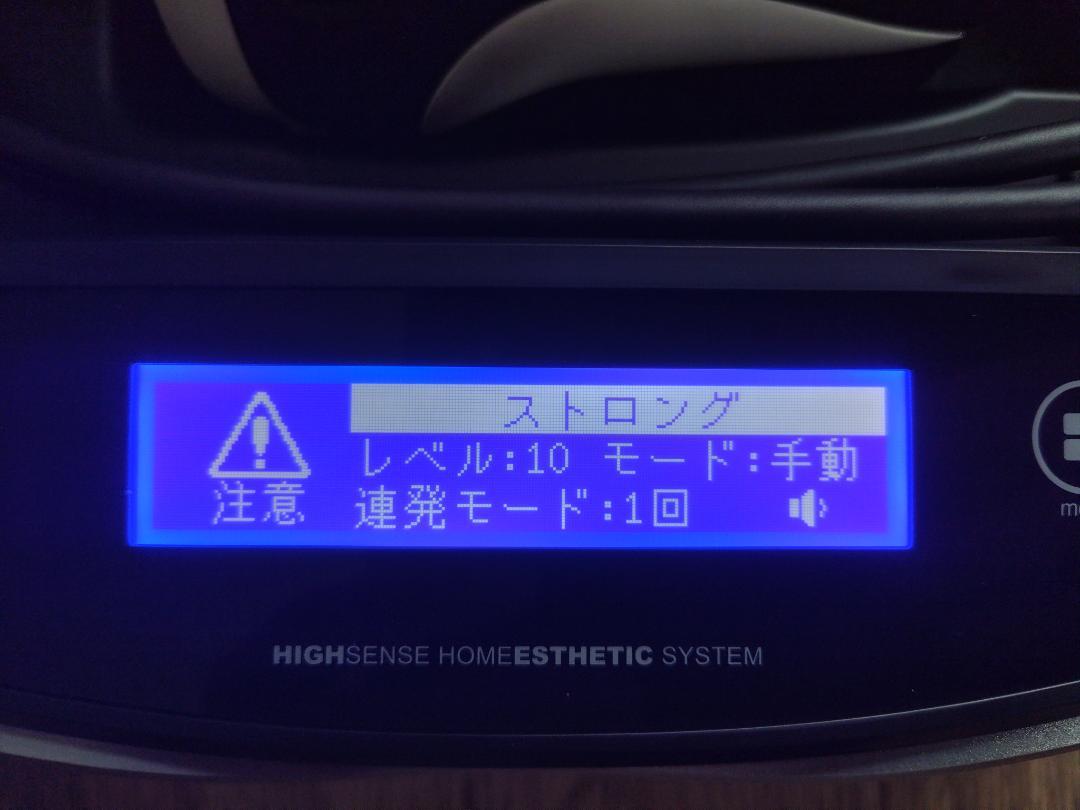 ストロング
レベル:10 モード:手動
注意
連発モード:1回
HIGHSENSE HOMEESTHETIC SYSTEM